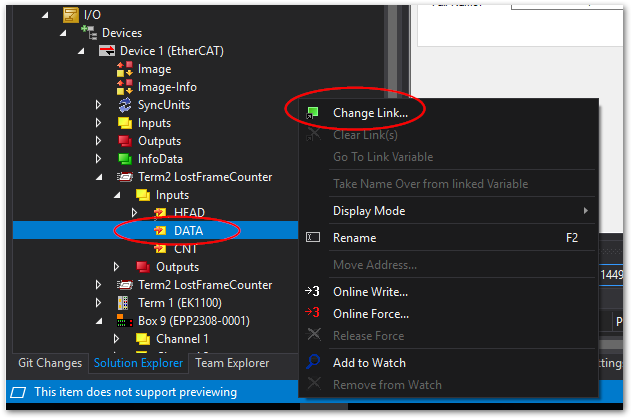 I/O
Devices
Device 1 (EtherCAT)
Image
Image-Info
SyncUnits
Inputs
Outputs
InfoData
Term2 LostFrameCounter
Inputs
HEAD
DATA
CNT
Outputs
Term2 LostFrameCounter
Term 1 (EK1100)
Box 9 (EPP2308-0001)
Channel 1
Git Changes Solution Explorer Team Explorer
This item does not support previewing
Change Link...
Clear Link(s)
Go To Link Variable
Take Name Over from linked Variable
Display Mode
Rename F2
Move Address...
→3 Online Write...
→3 Online Force...
Release Force
Add to Watch
Remove from Watch
1449